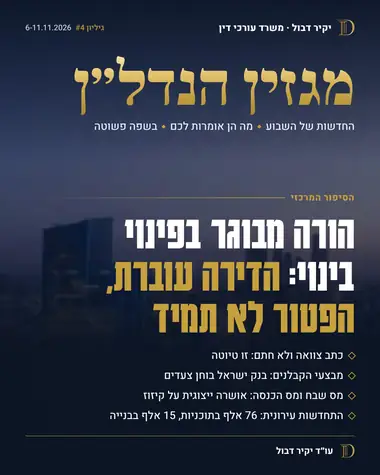 יקיר דבול · משרד עורכי דין
גיליון #4 6-11.11.2026
מגזין הנדל״ן
החדשות של השבוע • מה הן אומרות לכם • בשפה פשוטה
הסיפור המרכזי
הורה מבוגר בפינוי
בינוי: הדירה עוברת,
הפטור לא תמיד
כתב צוואה ולא חתם: זו טיוטה
מבצעי הקבלנים: בנק ישראל בוחן צעדים
מס שבח ומס הכנסה: אושרה ייצוגית על קיזוז
התחדשות עירונית: 76 אלף בתוכניות, 15 אלף בבנייה
עו״ד יקיר דבול